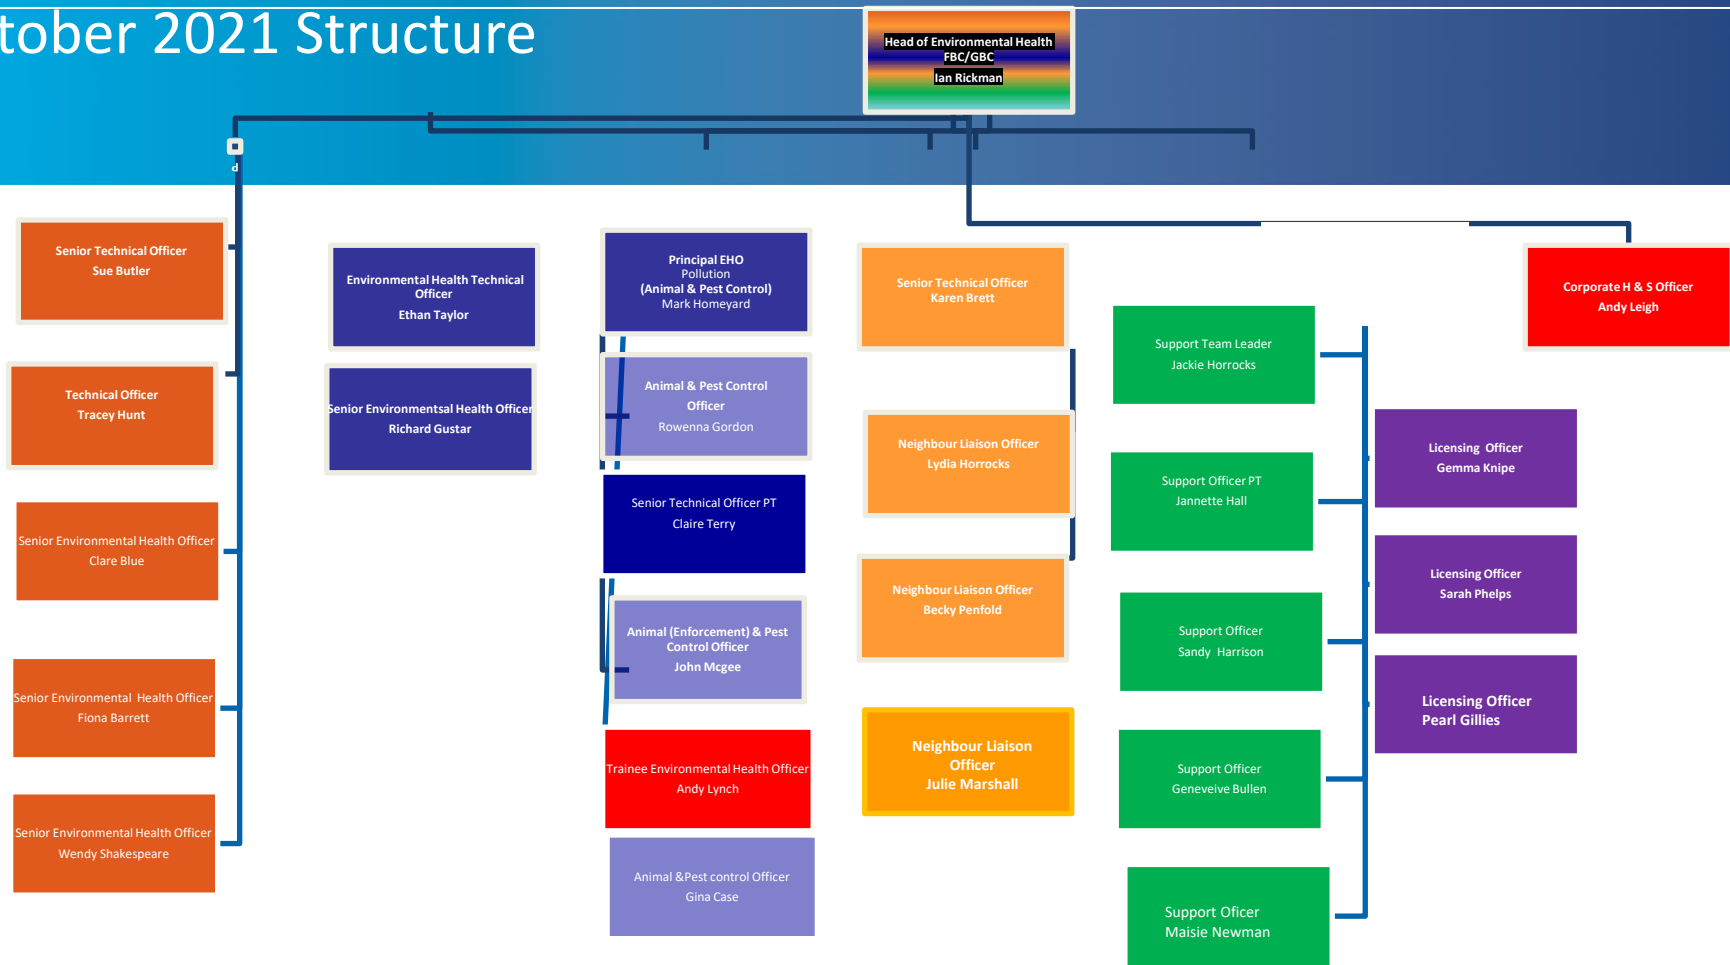 tober 2021 Structure
Head of Environmental Health
FBC/GBC
Ian Rickman
d
Senior Technical Officer
Sue Butler
Technical Officer
Tracey Hunt
Senior Environmental Health Officer
Clare Blue
Senior Environmental Health Officer
Fiona Barrett
Senior Environmental Health Officer
Wendy Shakespeare
Environmental Health Technical
Officer
Ethan Taylor
Senior Environmentsal Health Officer
Richard Gustar
Principal EHO
Pollution
(Animal & Pest Control)
Mark Homeyard
Animal & Pest Control
Officer
Rowenna Gordon
Senior Technical Officer PT
Claire Terry
Animal (Enforcement) & Pest
Control Officer
John Mcgee
Trainee Environmental Health Officer
Andy Lynch
Animal &Pest control Officer
Gina Case
Senior Technical Officer
Karen Brett
Neighbour Liaison Officer
Lydia Horrocks
Neighbour Liaison Officer
Becky Penfold
Neighbour Liaison
Officer
Julie Marshall
Support Team Leader
Jackie Horrocks
Support Officer PT
Jannette Hall
Support Officer
Sandy Harrison
Support Officer
Geneveive Bullen
Support Oficer
Maisie Newman
Licensing Officer
Gemma Knipe
Licensing Officer
Sarah Phelps
Licensing Officer
Pearl Gillies
Corporate H & S Officer
Andy Leigh